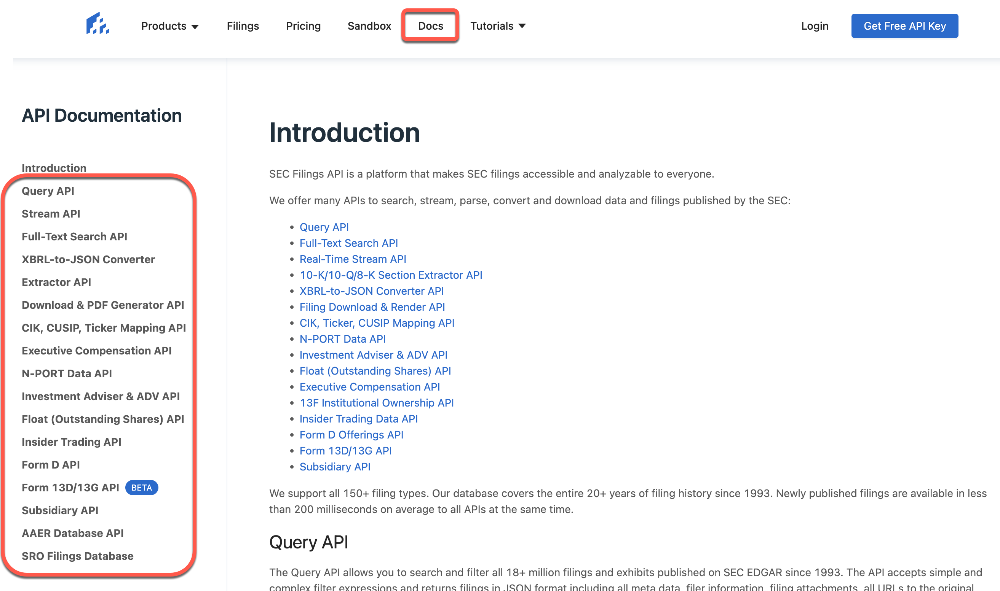 Products Filings Pricing Sandbox Docs Tutorials Login Get Free API Key
API Documentation
Introduction
Query API
Stream API
Full-Text Search API
XBRL-to-JSON Converter
Extractor API
Download & PDF Generator API
CIK, CUSIP, Ticker Mapping API
Executive Compensation API
N-PORT Data API
Investment Adviser & ADV API
Float (Outstanding Shares) API
Insider Trading API
Form D API
Form 13D/13G API BETA
Subsidiary API
AAER Database API
SRO Filings Database
Introduction
SEC Filings API is a platform that makes SEC filings accessible and analyzable to everyone.
We offer many APIs to search, stream, parse, convert and download data and filings published by the SEC:
• Query API
• Full-Text Search API
• Real-Time Stream API
• 10-K/10-Q/8-K Section Extractor API
• XBRL-to-JSON Converter API
• Filing Download & Render API
• CIK, Ticker, CUSIP Mapping API
• N-PORT Data API
• Investment Adviser & ADV API
• Float (Outstanding Shares) API
• Executive Compensation API
• 13F Institutional Ownership API
• Insider Trading Data API
• Form D Offerings API
• Form 13D/13G API
• Subsidiary API
We support all 150+ filing types. Our database covers the entire 20+ years of filing history since 1993. Newly published filings are available in less
than 200 milliseconds on average to all APIs at the same time.
Query API
The Query API allows you to search and filter all 18+ million filings and exhibits published on SEC EDGAR since 1993. The API accepts simple and
complex filter expressions and returns filings in JSON format including all meta data, filer information, filing attachments, all URLs to the original